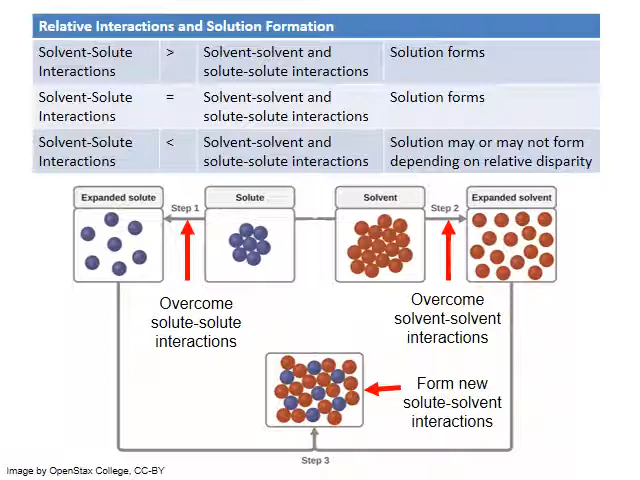 Relative Interactions and Solution Formation
Solvent-Solute Interactions > Solvent-solvent and solute-solute interactions Solution forms
Solvent-Solute Interactions = Solvent-solvent and solute-solute interactions Solution forms
Solvent-Solute Interactions < Solvent-solvent and solute-solute interactions Solution may or may not form depending on relative disparity
Expanded solute
Step 1
Solute
Solvent
Step 2
Expanded solvent
Overcome
solute-solute
interactions
Overcome
solvent-solvent
interactions
Form new
solute-solvent
interactions
Step 3
Image by OpenStax College, CC-BY